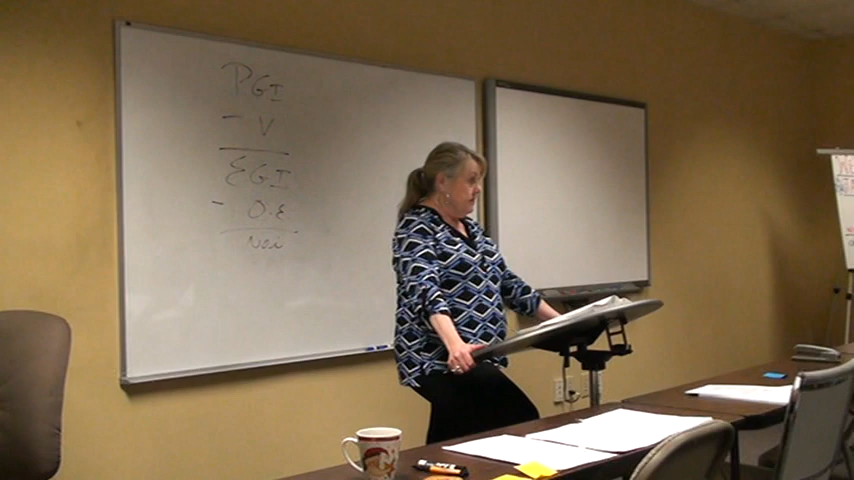 PGI
- V
EGI
- O.E
NOI